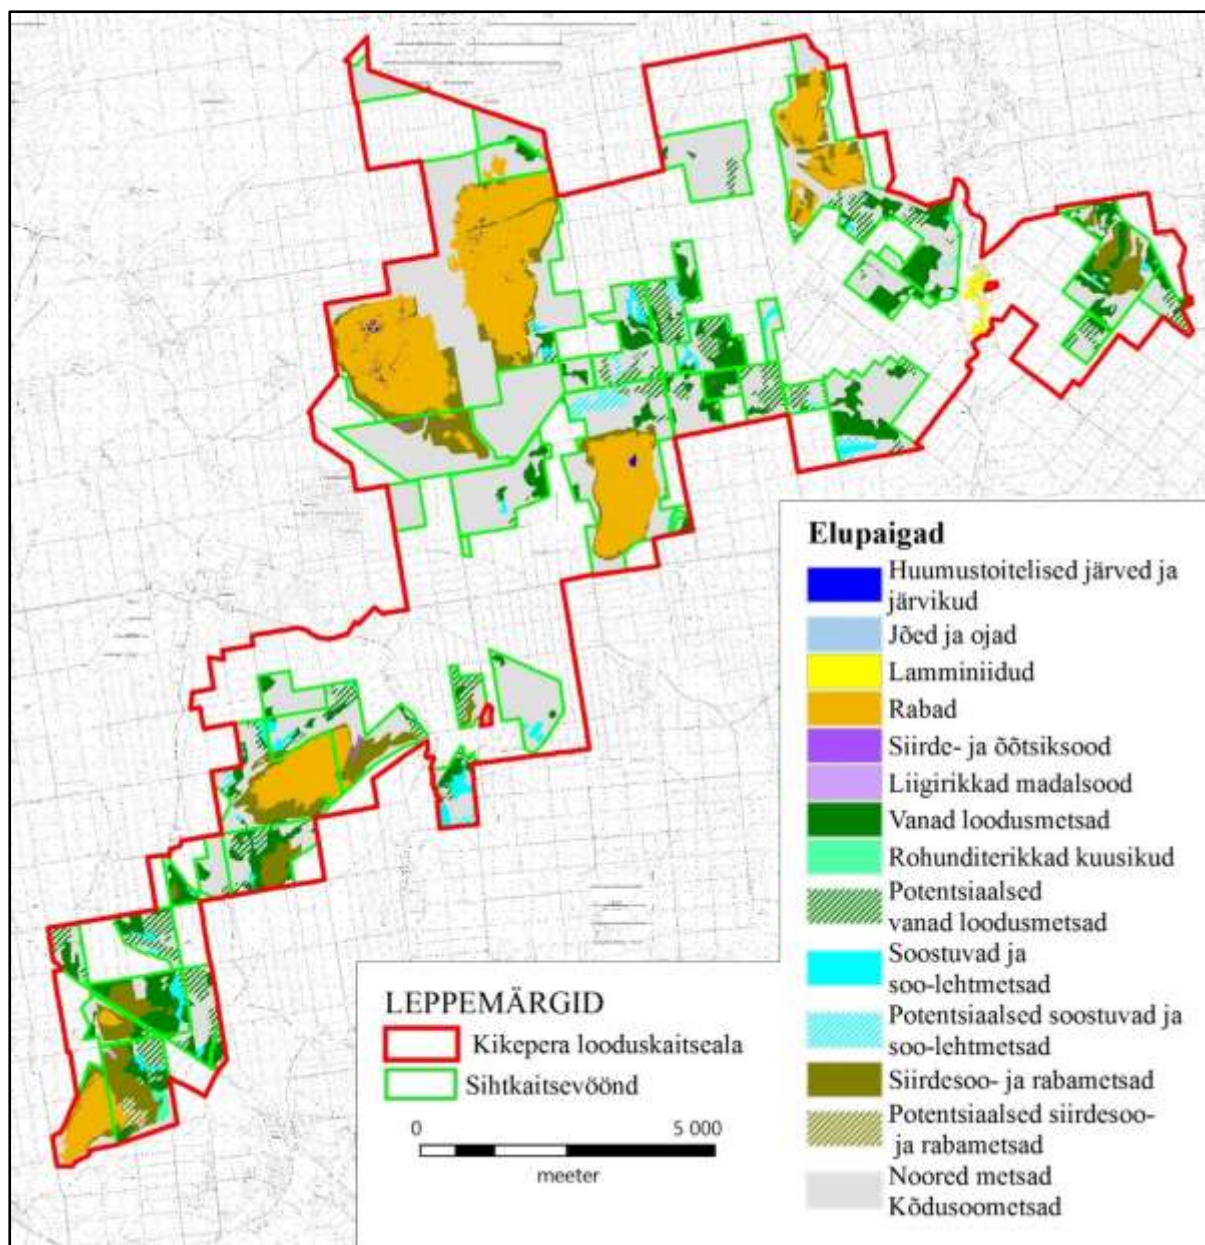 Elupaigad
Huumustoitelised järved ja
järvikud
Jõed ja ojad
Lamminiidud
Rabad
Siirde- ja õõtsiksood
Liigirikkad madalsood
Vanad loodusmetsad
Rohunditerikkad kuusikud
Potentsiaalsed
vanad loodusmetsad
Soostuvad ja
soo-lehtmetsad
Potentsiaalsed soostuvad ja
soo-lehtmetsad
Siirdesoo- ja rabametsad
Potentsiaalsed siirdesoo-
ja rabametsad
Noored metsad
Kõdusoometsad
LEPPEMÄRGID
Kikepera looduskaitseala
Sihtkaitsevöönd
0 5 000
meeter